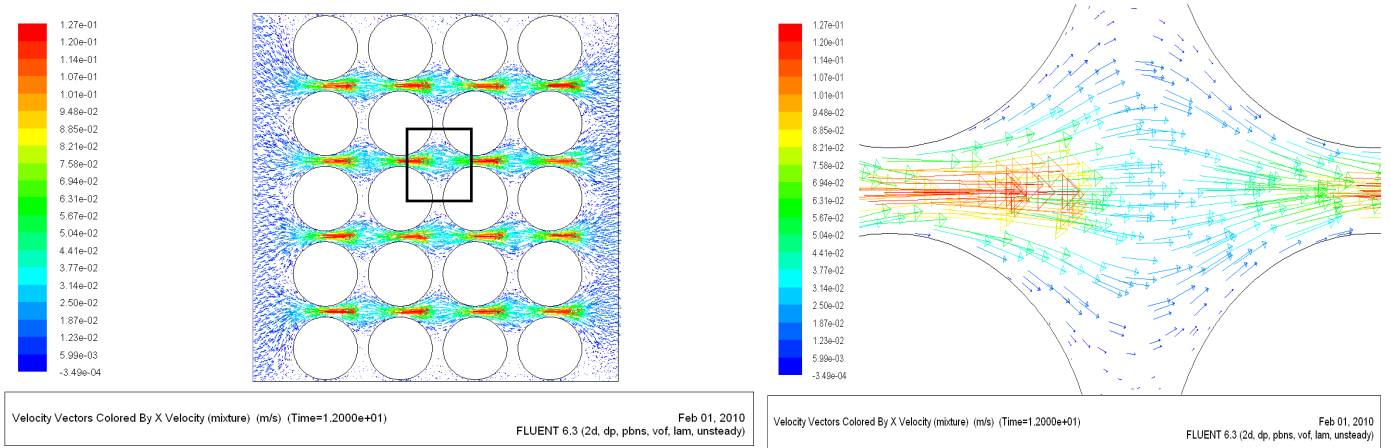 1.27e-01
1.20e-01
1.14e-01
1.07e-01
1.01e-01
9.48e-02
8.85e-02
8.21e-02
7.58e-02
6.94e-02
6.31e-02
5.67e-02
5.04e-02
4.41e-02
3.77e-02
3.14e-02
2.50e-02
1.87e-02
1.23e-02
5.99e-03
-3.49e-04
Velocity Vectors Colored By X Velocity (mixture) (m/s) (Time=1.2000e+01)
Feb 01, 2010
FLUENT 6.3 (2d, dp, pbns, vof, lam, unsteady)
1.27e-01
1.20e-01
1.14e-01
1.07e-01
1.01e-01
9.48e-02
8.85e-02
8.21e-02
7.58e-02
6.94e-02
6.31e-02
5.67e-02
5.04e-02
4.41e-02
3.77e-02
3.14e-02
2.50e-02
1.87e-02
1.23e-02
5.99e-03
-3.49e-04
Velocity Vectors Colored By X Velocity (mixture) (m/s) (Time=1.2000e+01)
Feb 01, 2010
FLUENT 6.3 (2d, dp, pbns, vof, lam, unsteady)